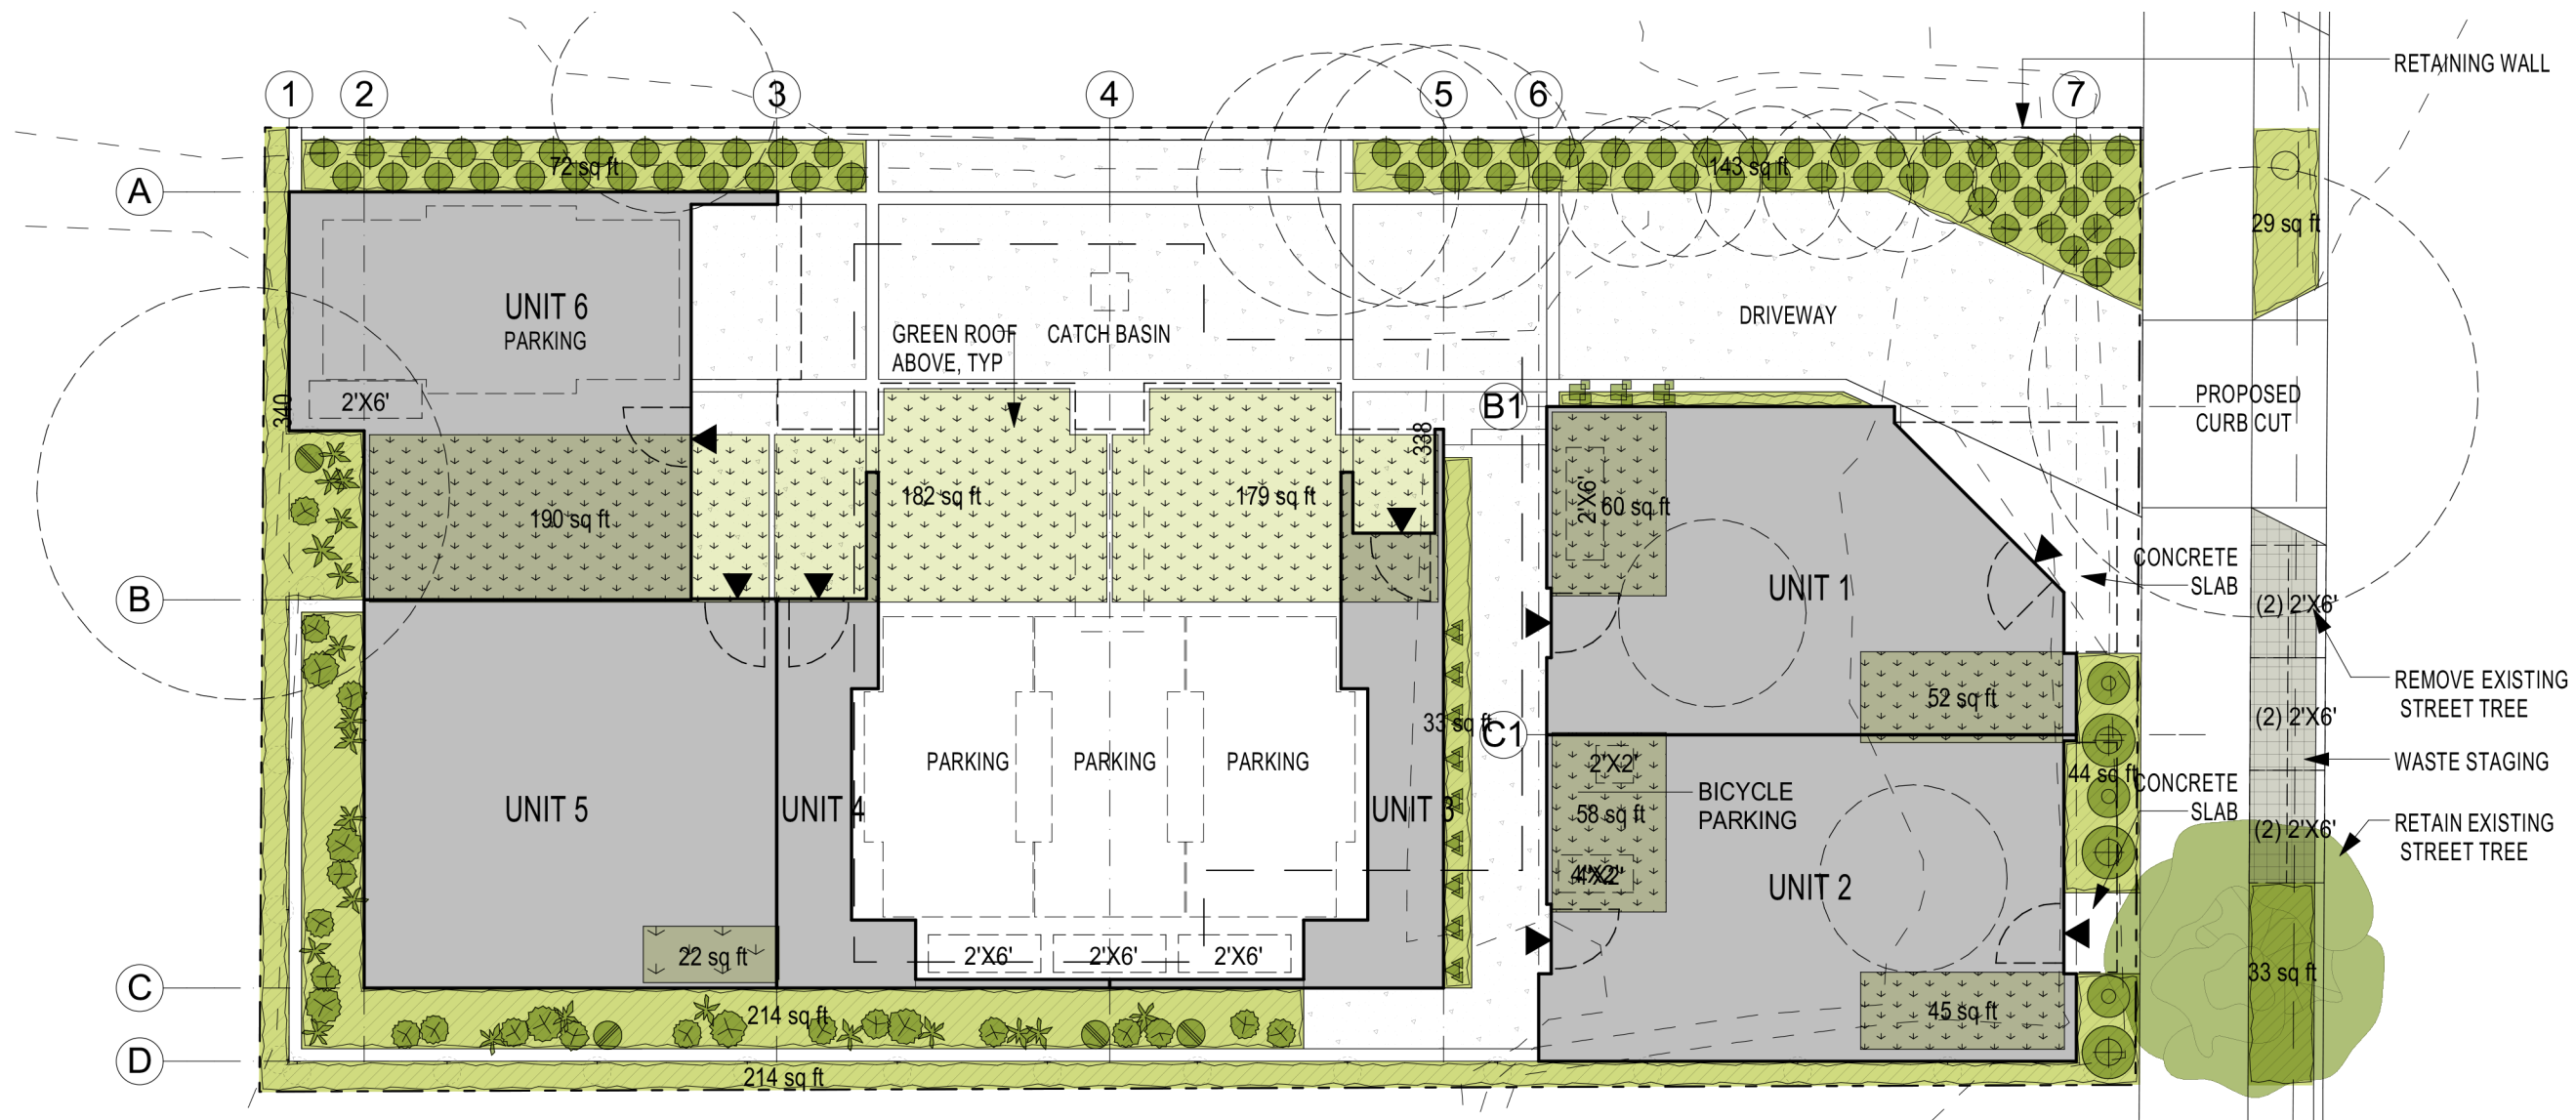 RETAINING WALL
1
2
3
4
5
6
7
72 sq ft
143 sq ft
A
29 sq ft
UNIT 6
PARKING
DRIVEWAY
GREEN ROOF
ABOVE, TYP
CATCH BASIN
2'X6'
340
B1
PROPOSED
CURB CUT
338
182 sq ft
179 sq ft
190 sq ft
2'X6'
60 sq ft
CONCRETE
SLAB
UNIT 1
B
(2) 2'X6'
REMOVE EXISTING
STREET TREE
52 sq ft
(2) 2'X6'
33 sq ft
C1
PARKING
PARKING
PARKING
2'X2'
WASTE STAGING
44 sq ft
CONCRETE
SLAB
BICYCLE
PARKING
UNIT 5
UNIT 4
UNIT 3
58 sq ft
(2) 2'X6'
RETAIN EXISTING
STREET TREE
4'X2'
UNIT 2
22 sq ft
2'X6'
2'X6'
2'X6'
33 sq ft
C
214 sq ft
45 sq ft
D
214 sq ft